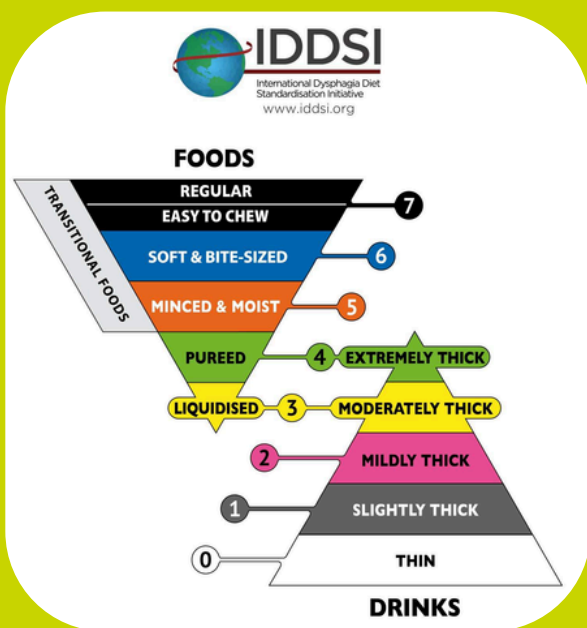 IDDSI
International Dysphagia Diet
Standardisation Initiative
www.iddsi.org
FOODS
TRANSITIONAL FOODS
REGULAR
EASY TO CHEW
7
SOFT & BITE-SIZED
6
MINCED & MOIST
5
PUREED
4
EXTREMELY THICK
LIQUIDISED
3
MODERATELY THICK
2
MILDLY THICK
1
SLIGHTLY THICK
0
THIN
DRINKS